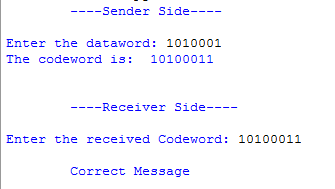 ----Sender Side----
Enter the dataword: 1010001
The codeword is: 10100011
----Receiver Side----
Enter the received Codeword: 10100011
Correct Message